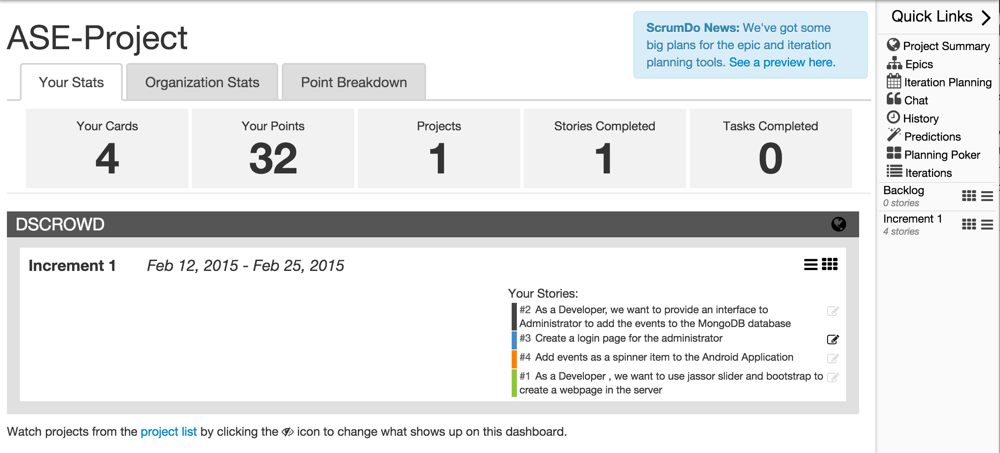 ASE-Project
ScrumDo News: We've got some
big plans for the epic and iteration
planning tools. See a preview here.
Your Stats
Organization Stats
Point Breakdown
Your Cards
4
Your Points
32
Projects
1
Stories Completed
1
Tasks Completed
0
DSCROWD
Increment 1
Feb 12, 2015 - Feb 25, 2015
Your Stories:
#2 As a Developer, we want to provide an interface to
Administrator to add the events to the MongoDB database
#3 Create a login page for the administrator
#4 Add events as a spinner item to the Android Application
#1 As a Developer , we want to use jassor slider and bootstrap to
create a webpage in the server
Watch projects from the project list by clicking the icon to change what shows up on this dashboard.
Quick Links
Project Summary
Epics
Iteration Planning
Chat
History
Predictions
Planning Poker
Iterations
Backlog
0 stories
Increment 1
4 stories